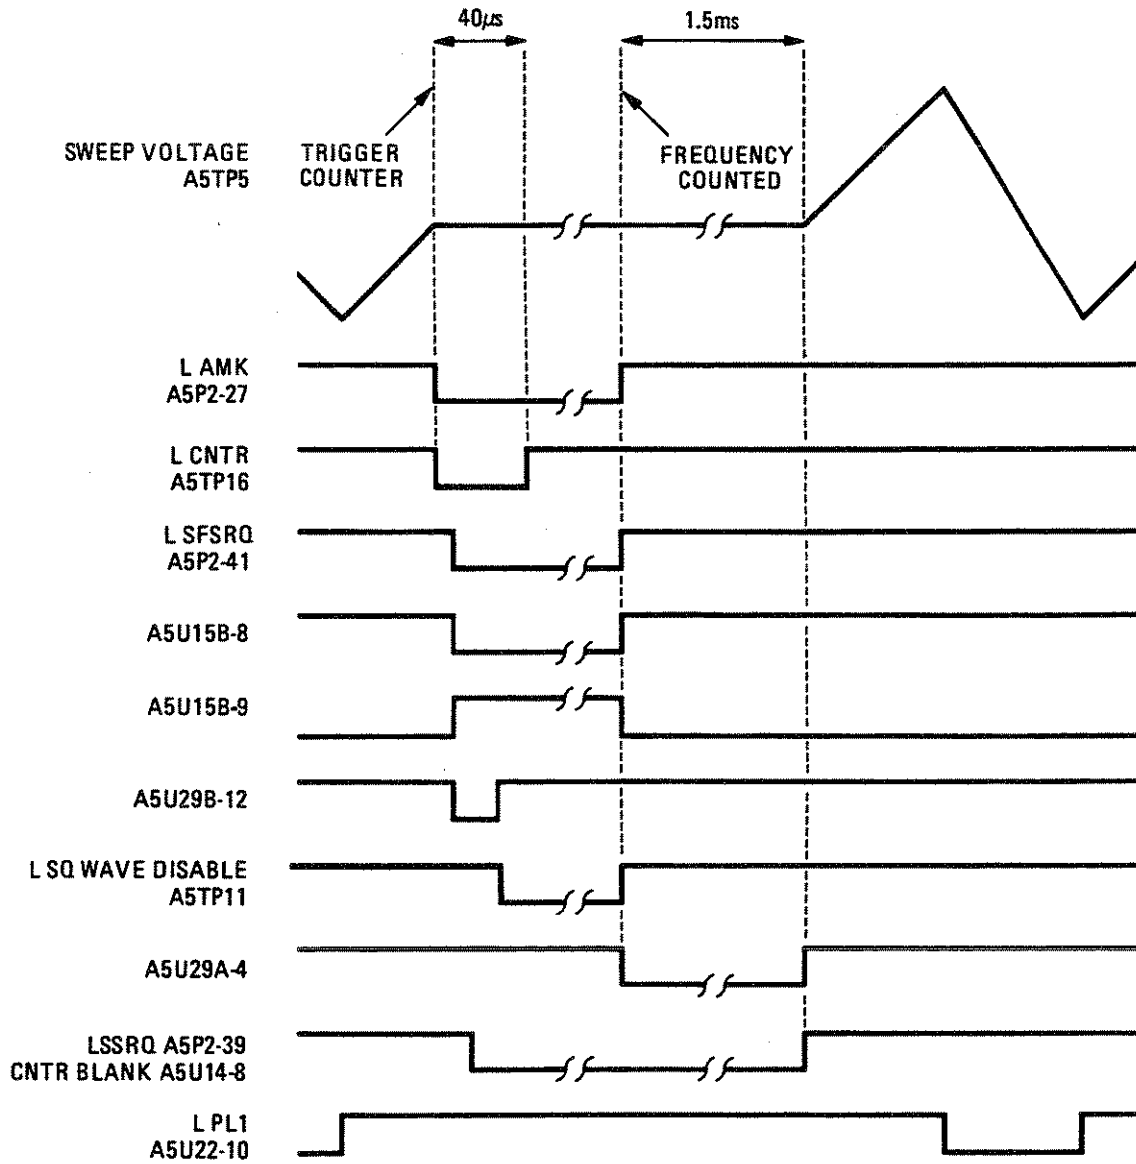 40µs
1.5ms
SWEEP VOLTAGE
A5TP5
TRIGGER
COUNTER
FREQUENCY
COUNTED
L AMK
A5P2-27
L CNTR
A5TP16
L SFSRQ
A5P2-41
A5U15B-8
A5U15B-9
A5U29B-12
L SQ WAVE DISABLE
A5TP11
A5U29A-4
LSSRQ A5P2-39
CNTR BLANK A5U14-8
L PL1
A5U22-10